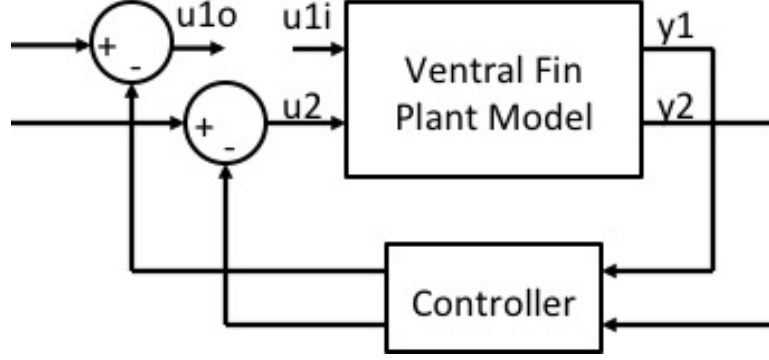 u1o
u1i
y1
+
-
Ventral Fin
Plant Model
u2
y2
+
-
Controller